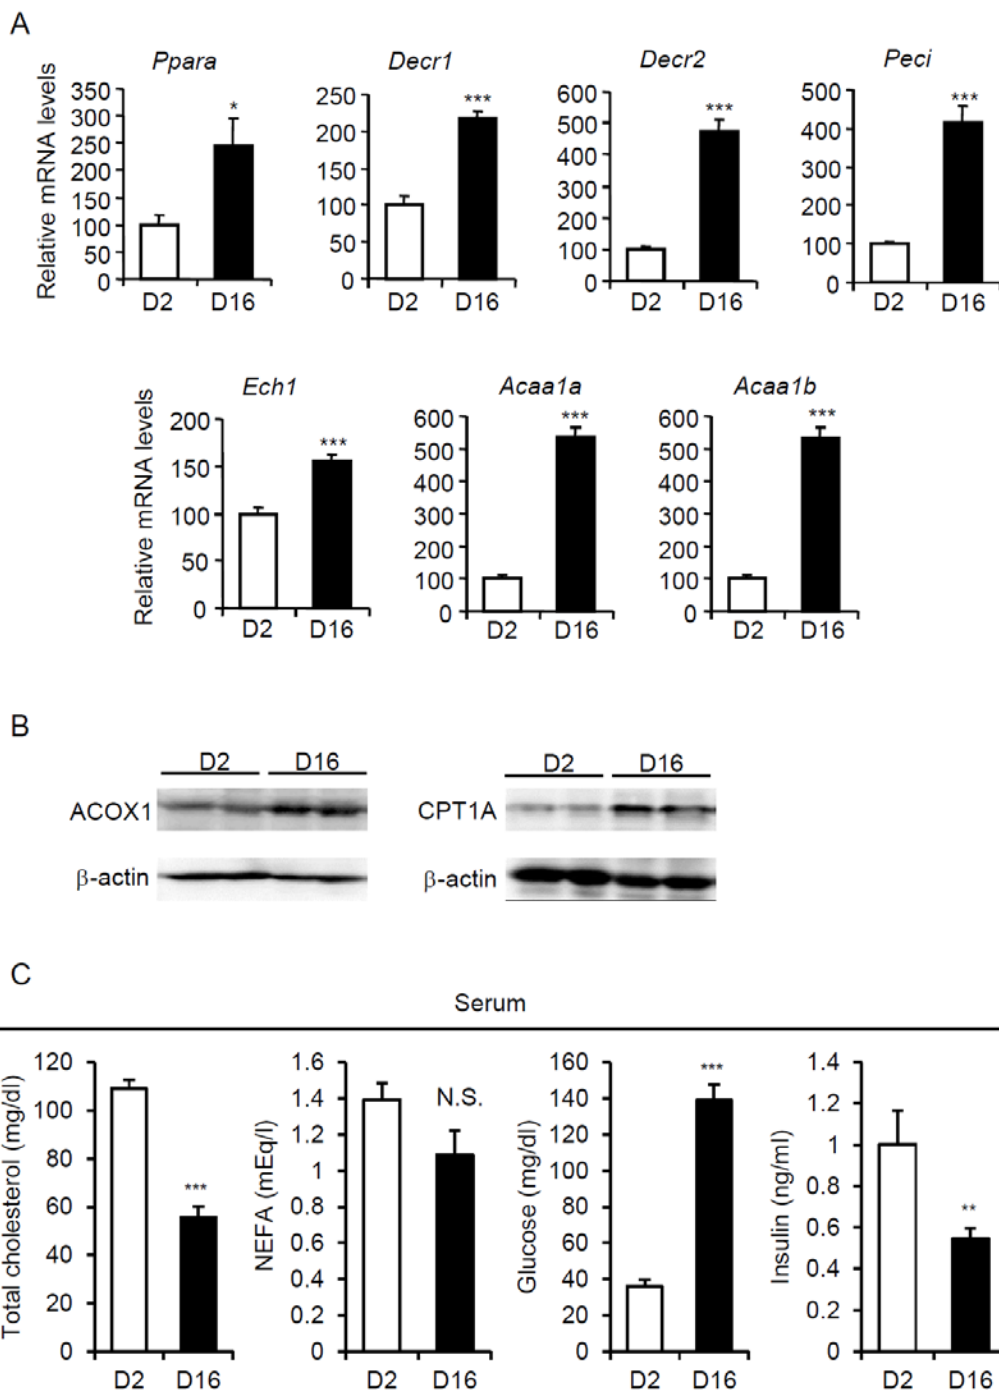 A
Ppara
Decr1
Decr2
Peci
Relative mRNA levels
350
300
250
200
150
100
50
0
*
D2 D16
250
200
150
100
50
0
***
D2 D16
600
500
400
300
200
100
0
***
D2 D16
500
400
300
200
100
0
***
D2 D16
Ech1
Acaa1a
Acaa1b
Relative mRNA levels
200
150
100
50
0
***
D2 D16
600
500
400
300
200
100
0
***
D2 D16
600
500
400
300
200
100
0
***
D2 D16
B
D2 D16
ACOX1
β-actin
D2 D16
CPT1A
β-actin
C
Serum
Total cholesterol (mg/dl)
120
100
80
60
40
20
0
***
D2 D16
NEFA (mEq/l)
1.6
1.4
1.2
1
0.8
0.6
0.4
0.2
0
N.S.
D2 D16
Glucose (mg/dl)
160
140
120
100
80
60
40
20
0
***
D2 D16
Insulin (ng/ml)
1.4
1.2
1
0.8
0.6
0.4
0.2
0
**
D2 D16